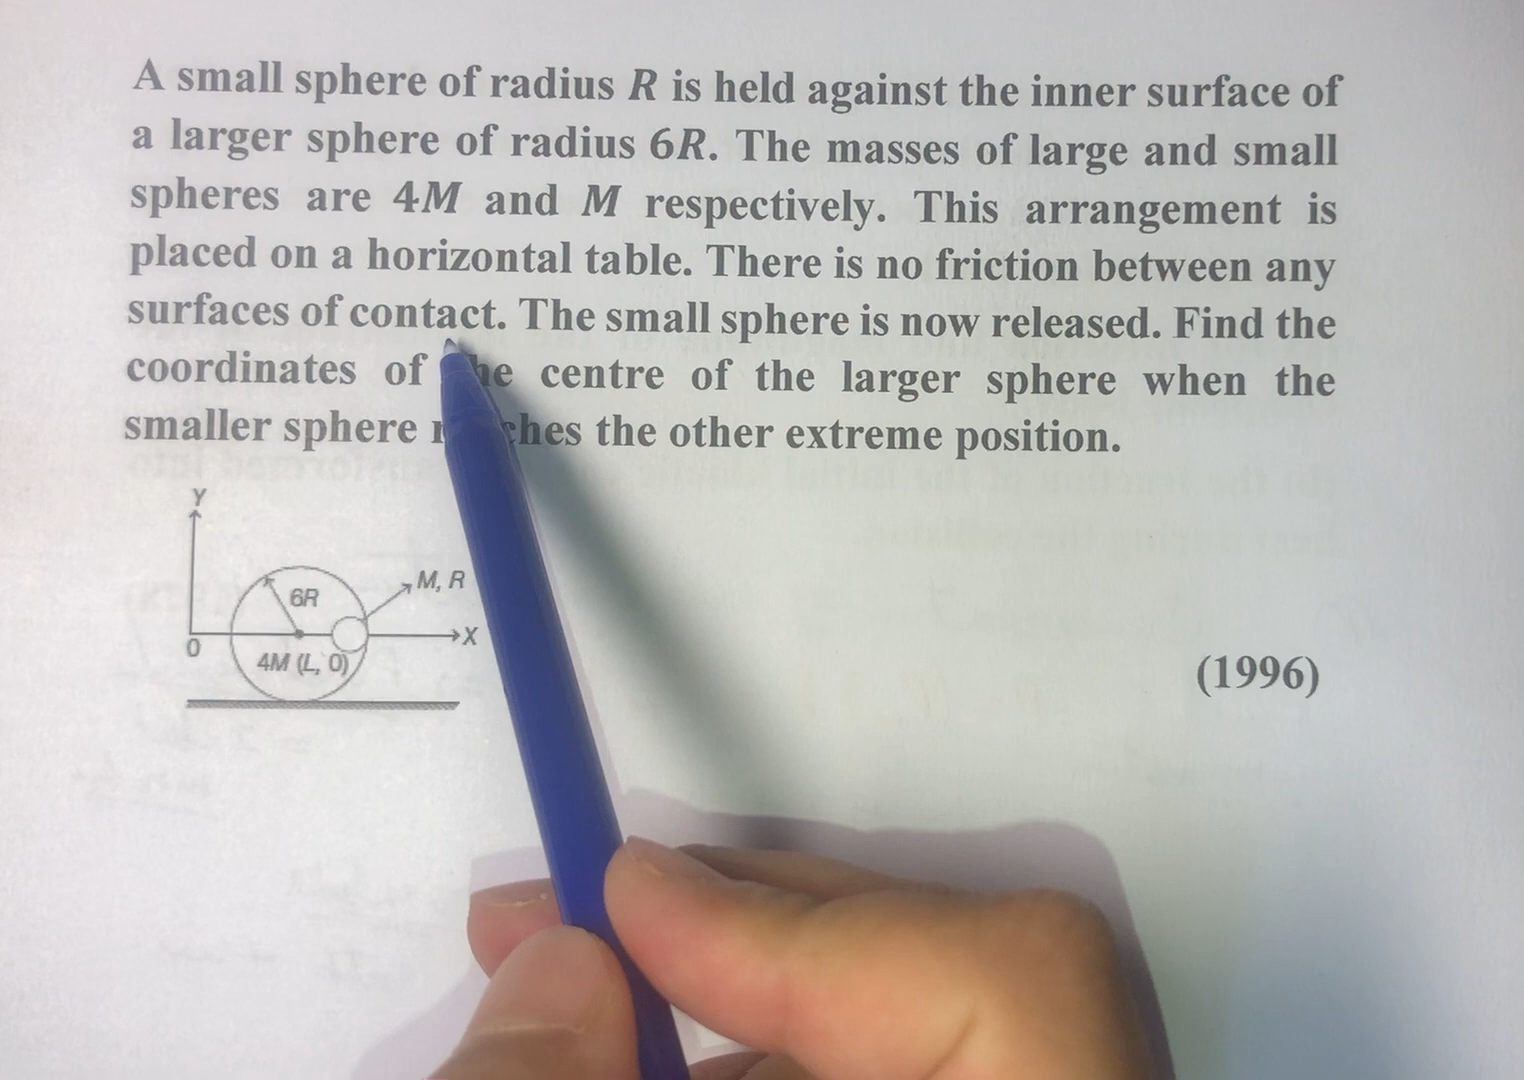 A small sphere of radius R is held against the inner surface of
a larger sphere of radius 6R. The masses of large and small
spheres are 4M and M respectively. This arrangement is
placed on a horizontal table. There is no friction between any
surfaces of contact. The small sphere is now released. Find the
coordinates of centre of the larger sphere when the
smaller sphere the other extreme position.
Y
M, R
6R
X
0
4M (L, 0)
(1996)